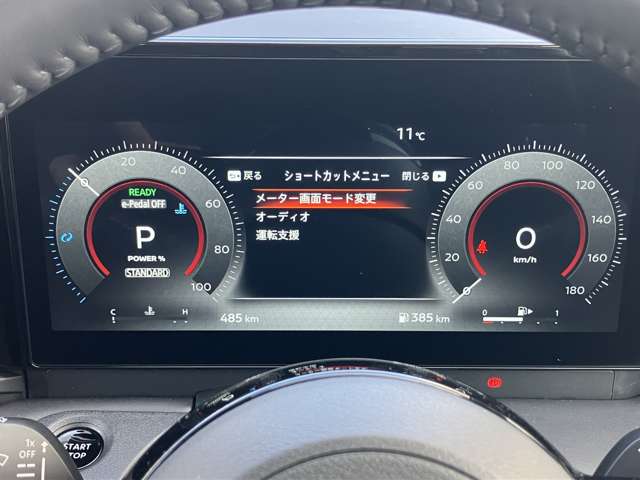 11℃
戻る ショートカットメニュー 閉じる
メーター画面モード変更
オーディオ
運転支援
0 20 40 60 80 100
READY
e-Pedal OFF
P
POWER %
STANDARD
0 20 40 60 80 100 120 140 160 180
0
km/h
C H
485 km
385 km
0 1
1x
OFF
START
STOP